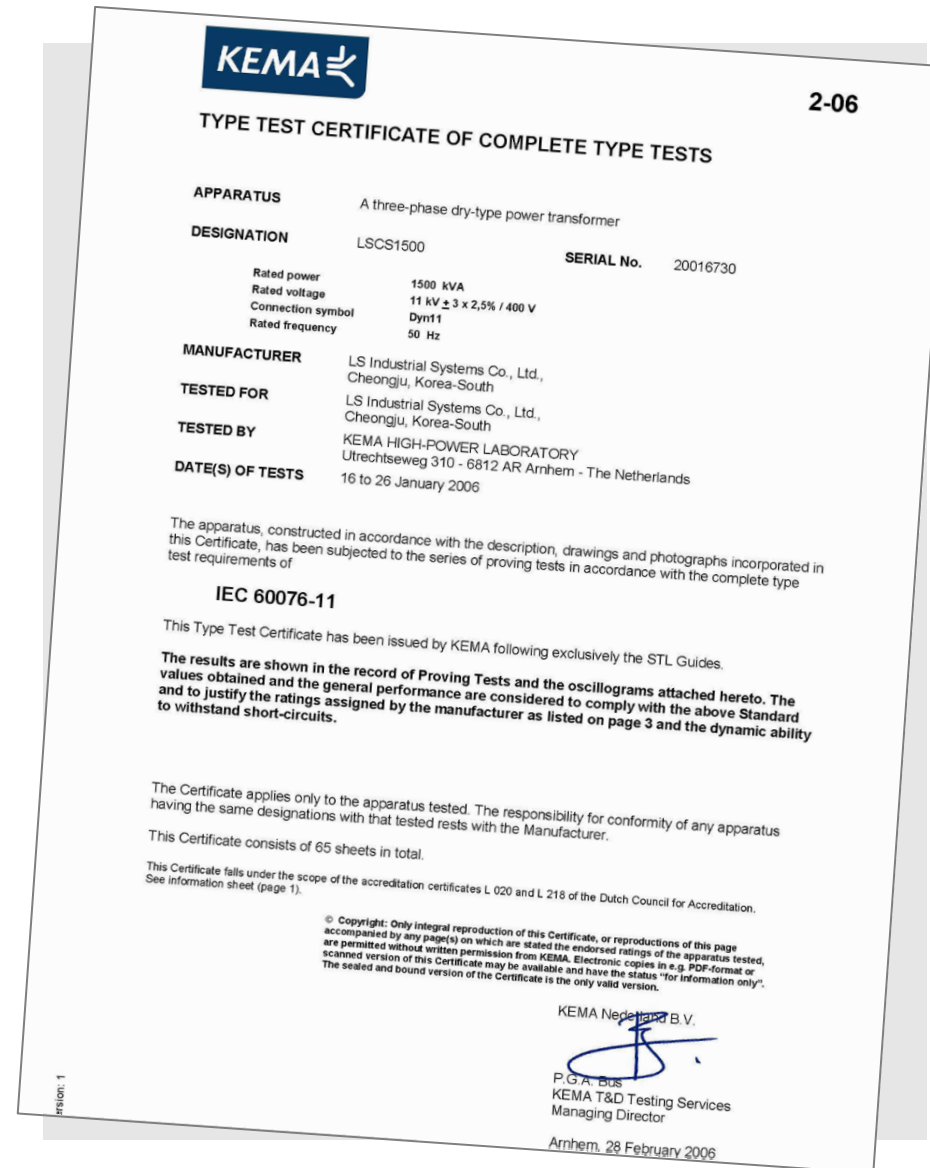 KEMA
2-06
TYPE TEST CERTIFICATE OF COMPLETE TYPE TESTS
APPARATUS A three-phase dry-type power transformer
DESIGNATION LSCS1500 SERIAL No. 20016730
Rated power 1500 kVA
Rated voltage 11 kV ± 3 x 2,5% / 400 V
Connection symbol Dyn11
Rated frequency 50 Hz
MANUFACTURER LS Industrial Systems Co., Ltd.,
Cheongju, Korea-South
TESTED FOR LS Industrial Systems Co., Ltd.,
Cheongju, Korea-South
TESTED BY KEMA HIGH-POWER LABORATORY
Utrechtseweg 310 - 6812 AR Arnhem - The Netherlands
DATE(S) OF TESTS 16 to 26 January 2006
The apparatus, constructed in accordance with the description, drawings and photographs incorporated in
this Certificate, has been subjected to the series of proving tests in accordance with the complete type
test requirements of
IEC 60076-11
This Type Test Certificate has been issued by KEMA following exclusively the STL Guides.
The results are shown in the record of Proving Tests and the oscillograms attached hereto. The
values obtained and the general performance are considered to comply with the above Standard
and to justify the ratings assigned by the manufacturer as listed on page 3 and the dynamic ability
to withstand short-circuits.
The Certificate applies only to the apparatus tested. The responsibility for conformity of any apparatus
having the same designations with that tested rests with the Manufacturer.
This Certificate consists of 65 sheets in total.
This Certificate falls under the scope of the accreditation certificates L 020 and L 218 of the Dutch Council for Accreditation.
See information sheet (page 1).
© Copyright: Only integral reproduction of this Certificate, or reproductions of this page
accompanied by any page(s) on which are stated the endorsed ratings of the apparatus tested,
are permitted without written permission from KEMA. Electronic copies in e.g. PDF-format or
scanned version of this Certificate may be available and have the status "for information only".
The sealed and bound version of the Certificate is the only valid version.
KEMA Nederland B.V.
P.G.A. Bus
KEMA T&D Testing Services
Managing Director
Arnhem, 28 February 2006
ersion: 1